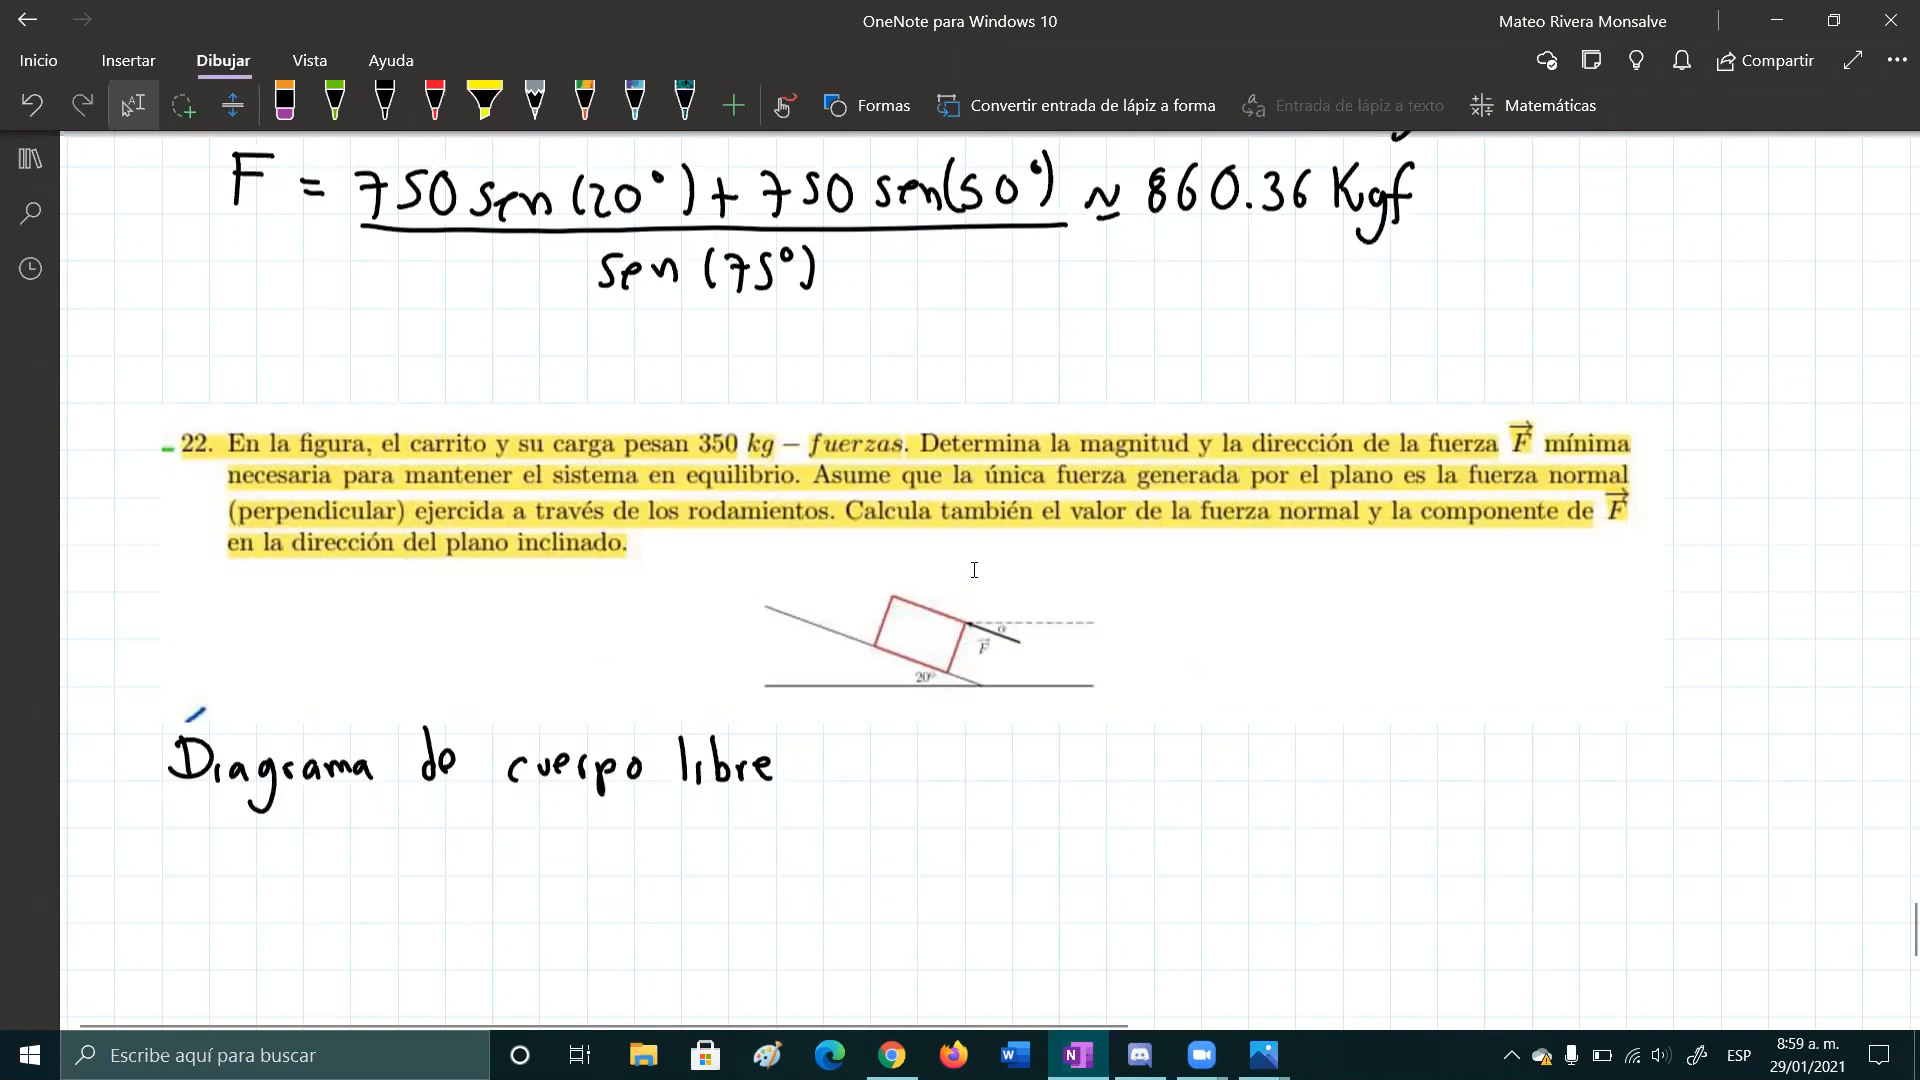 OneNote para Windows 10
Mateo Rivera Monsalve
Inicio Insertar Dibujar Vista Ayuda
Compartir
Formas Convertir entrada de lápiz a forma Entrada de lápiz a texto Matemáticas
F = 750 sen (20°) + 750 sen(50°) ≈ 860.36 Kgf
sen (75°)
22. En la figura, el carrito y su carga pesan 350 kg − fuerzas. Determina la magnitud y la dirección de la fuerza F mínima
necesaria para mantener el sistema en equilibrio. Asume que la única fuerza generada por el plano es la fuerza normal
(perpendicular) ejercida a través de los rodamientos. Calcula también el valor de la fuerza normal y la componente de F
en la dirección del plano inclinado.
α
F
20°
Diagrama de cuerpo libre
Escribe aquí para buscar
ESP
8:59 a. m.
29/01/2021